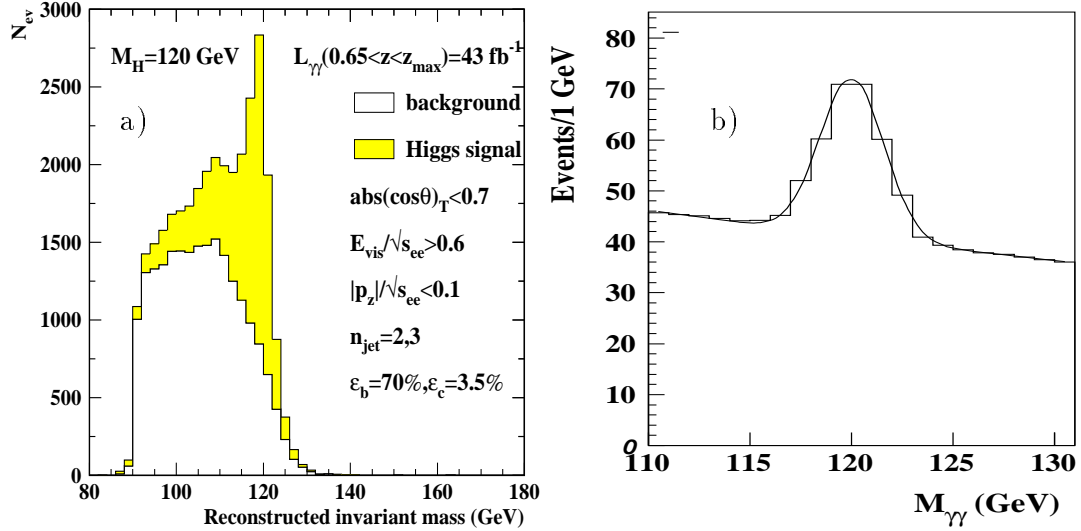 N_ev
3000
2500
2000
1500
1000
500
0
80 100 120 140 160 180
Reconstructed invariant mass (GeV)
M_H=120 GeV
L_γγ(0.65<z<z_max)=43 fb^-1
a)
background
Higgs signal
abs(cosθ)_T<0.7
E_vis/√s_ee>0.6
|p_z|/√s_ee<0.1
n_jet=2,3
ε_b=70%,ε_c=3.5%
Events/1 GeV
80
70
60
50
40
30
20
10
0
110 115 120 125 130
M_γγ (GeV)
b)